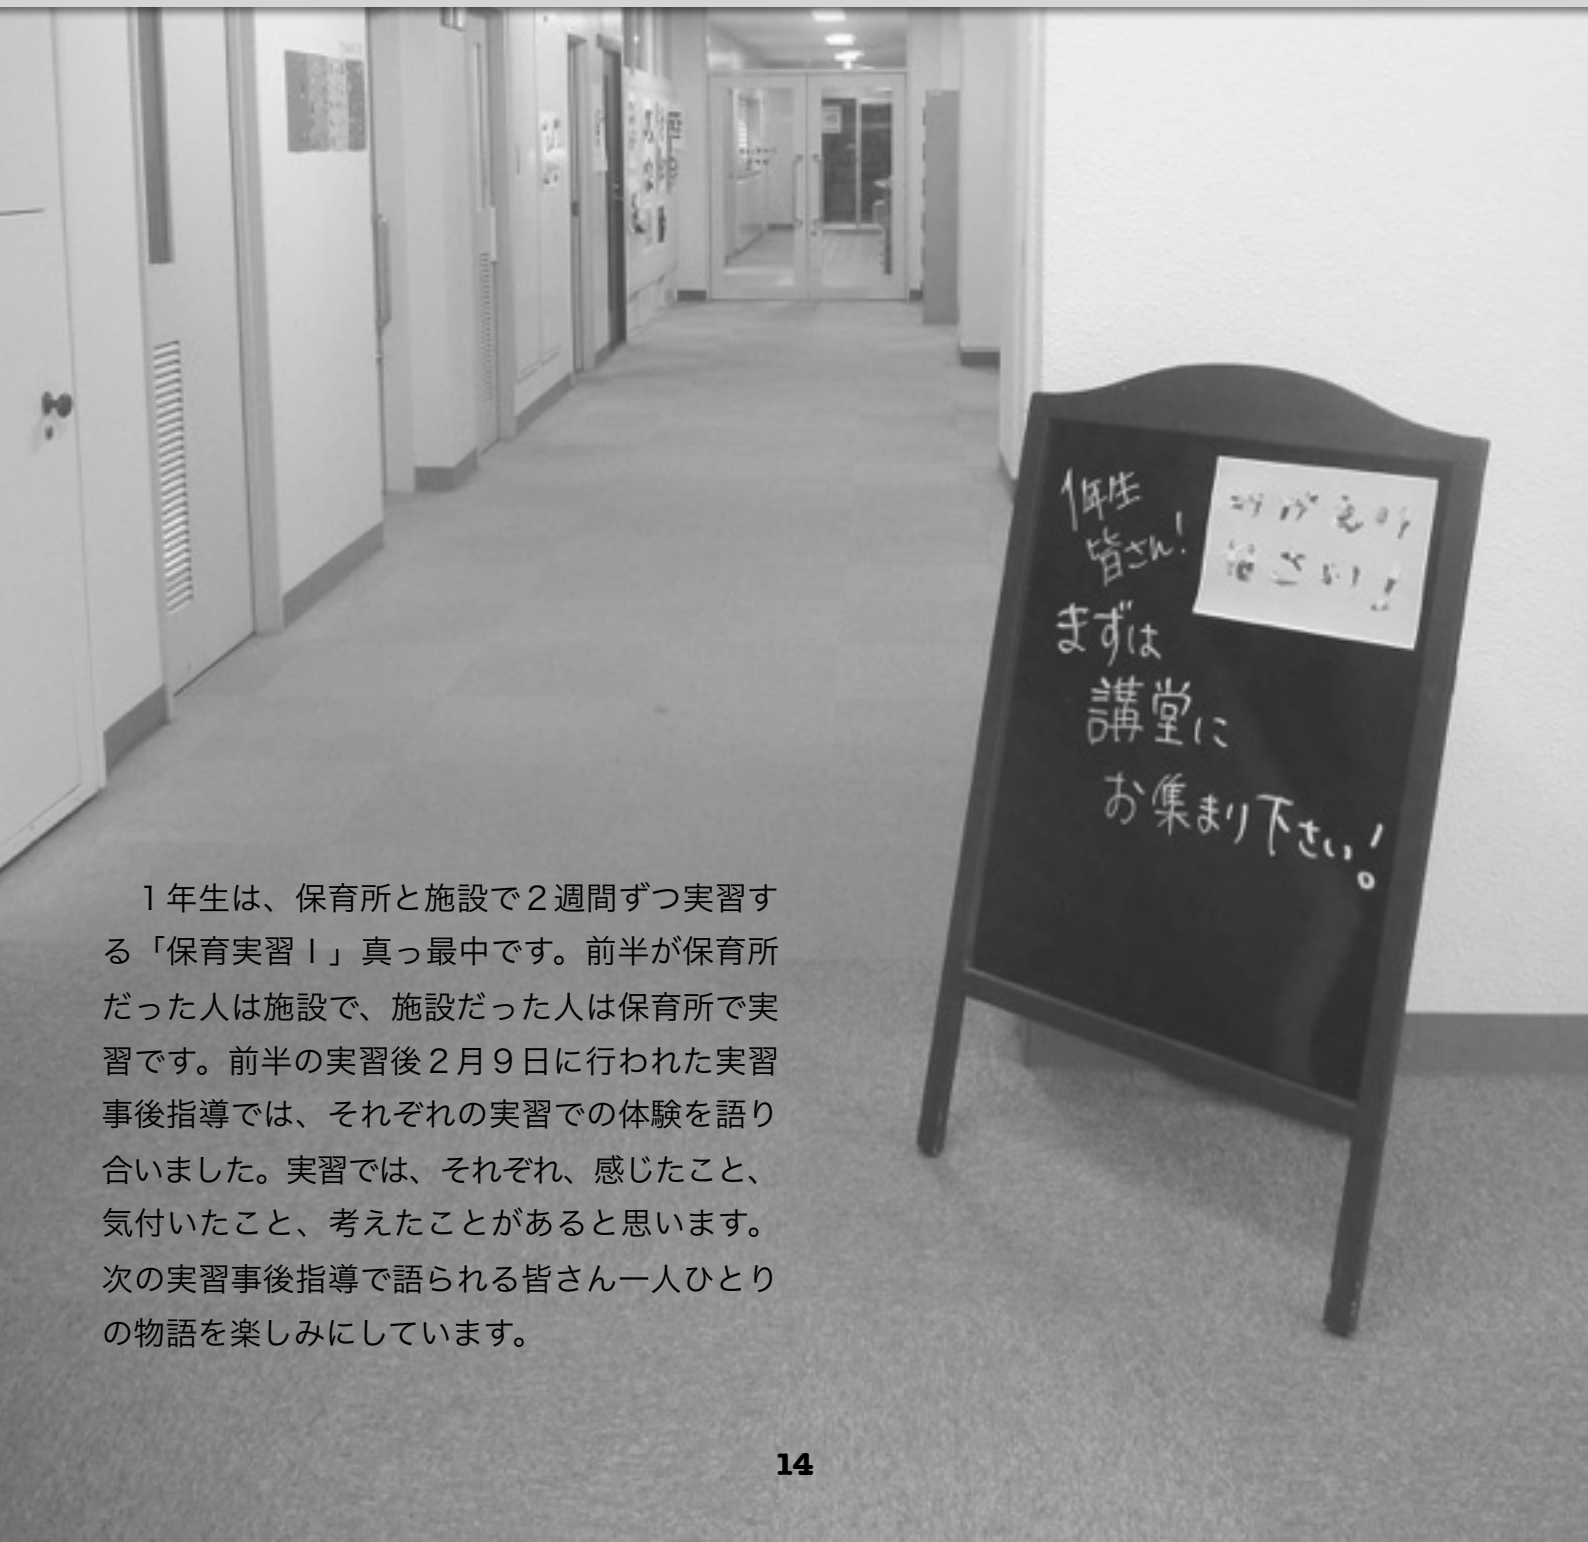 1年生
皆さん!
まずは
講堂に
お集まり下さい!
１年生は、保育所と施設で２週間ずつ実習す
る「保育実習Ⅰ」真っ最中です。前半が保育所
だった人は施設で、施設だった人は保育所で実
習です。前半の実習後２月９日に行われた実習
事後指導では、それぞれの実習での体験を語り
合いました。実習では、それぞれ、感じたこと、
気付いたこと、考えたことがあると思います。
次の実習事後指導で語られる皆さん一人ひとり
の物語を楽しみにしています。
14